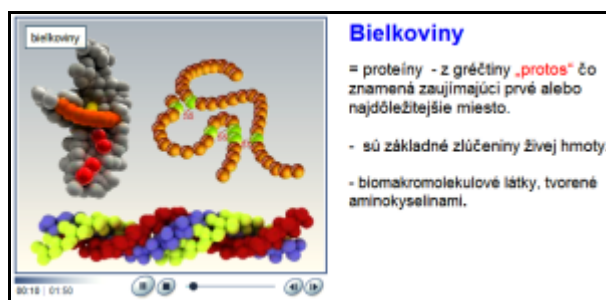 bielkoviny
Bielkoviny
= proteíny - z gréčtiny „protos“ čo
znamená zaujímajúci prvé alebo
najdôležitejšie miesto.
- sú základné zlúčeniny živej hmoty.
- biomakromolekulové látky, tvorené
aminokyselinami.
00:10 | 01:50